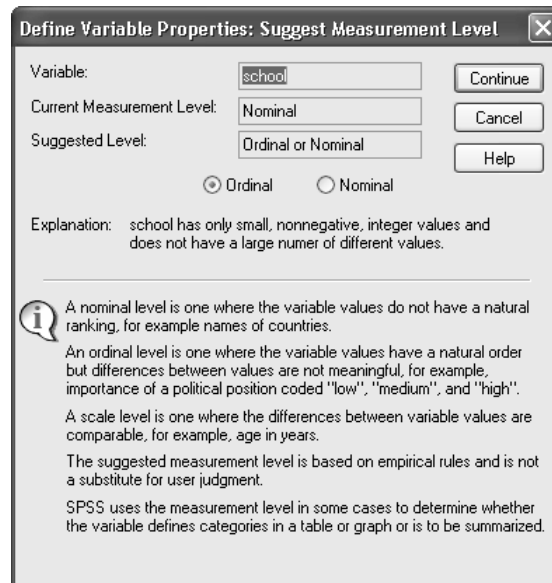 Define Variable Properties: Suggest Measurement Level
Variable: school Continue
Current Measurement Level: Nominal Cancel
Suggested Level: Ordinal or Nominal Help
Ordinal Nominal
Explanation: school has only small, nonnegative, integer values and
does not have a large numer of different values.
A nominal level is one where the variable values do not have a natural
ranking, for example names of countries.
An ordinal level is one where the variable values have a natural order
but differences between values are not meaningful, for example,
importance of a political position coded "low", "medium", and "high".
A scale level is one where the differences between variable values are
comparable, for example, age in years.
The suggested measurement level is based on empirical rules and is not
a substitute for user judgment.
SPSS uses the measurement level in some cases to determine whether
the variable defines categories in a table or graph or is to be summarized.